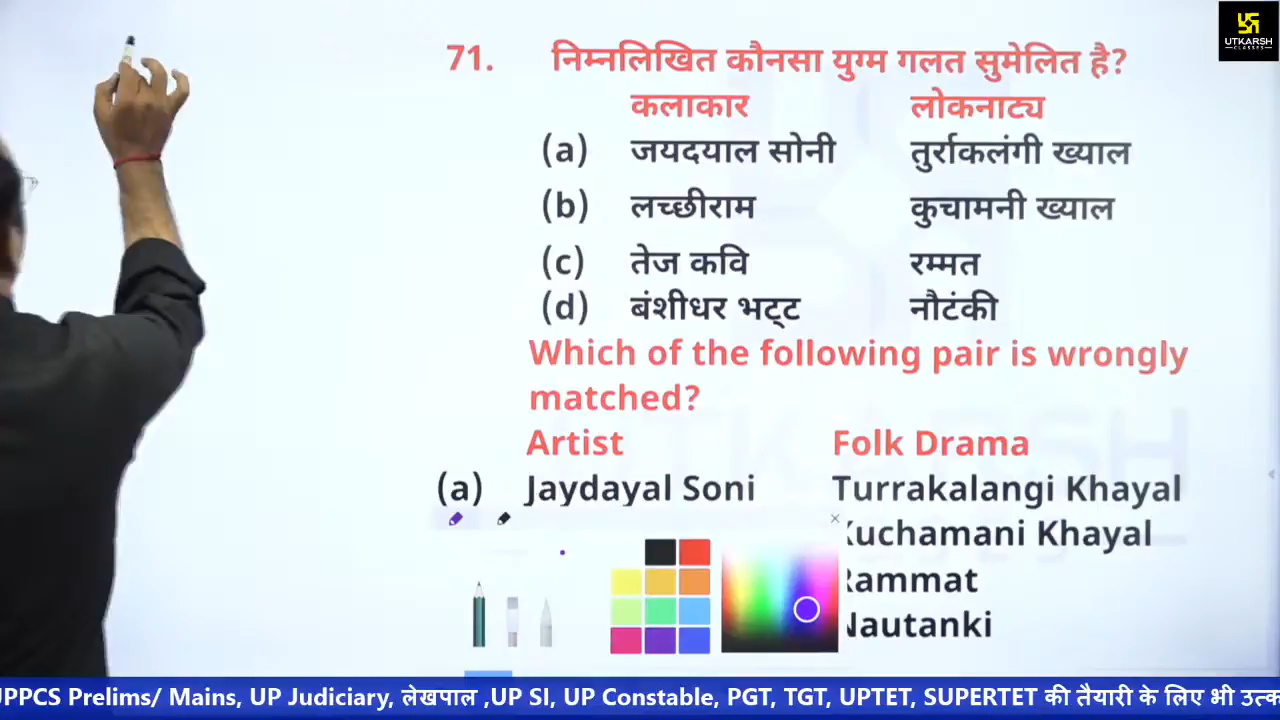 UTKARSH
CLASSES
71. निम्नलिखित कौनसा युग्म गलत सुमेलित है?
कलाकार लोकनाट्य
(a) जयदयाल सोनी तुर्राकलंगी ख्याल
(b) लच्छीराम कुचामनी ख्याल
(c) तेज कवि रम्मत
(d) बंशीधर भट्ट नौटंकी
Which of the following pair is wrongly
matched?
Artist Folk Drama
(a) Jaydayal Soni Turrakalangi Khayal
Kuchamani Khayal
Rammat
Nautanki
UPPCS Prelims/ Mains, UP Judiciary, लेखपाल ,UP SI, UP Constable, PGT, TGT, UPTET, SUPERTET की तैयारी के लिए भी